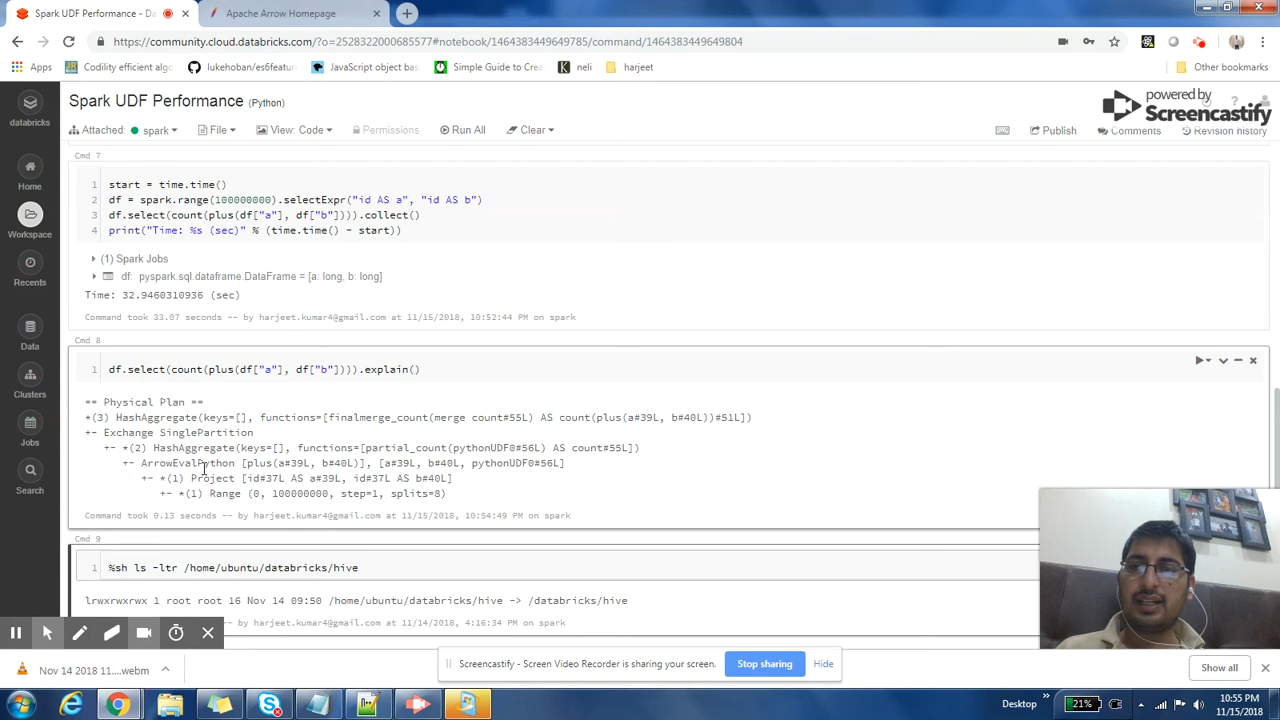 Spark UDF Performance - Da
Apache Arrow Homepage
https://community.cloud.databricks.com/?o=2528322000685577#notebook/1464383449649785/command/1464383449649804
Apps
Codility efficient algo
lukehoban/es6featur
JavaScript object bas
Simple Guide to Crea
neli
harjeet
Other bookmarks
Spark UDF Performance (Python)
powered by
Screencastify
databricks
Attached: spark
File
View: Code
Permissions
Run All
Clear
Publish
Comments
Revision history
Home
Workspace
Recents
Data
Clusters
Jobs
Search
Cmd 7
1 start = time.time()
2 df = spark.range(100000000).selectExpr("id AS a", "id AS b")
3 df.select(count(plus(df["a"], df["b"]))).collect()
4 print("Time: %s (sec)" % (time.time() - start))
(1) Spark Jobs
df: pyspark.sql.dataframe.DataFrame = [a: long, b: long]
Time: 32.9460310936 (sec)
Command took 33.07 seconds -- by harjeet.kumar4@gmail.com at 11/15/2018, 10:52:44 PM on spark
Cmd 8
1 df.select(count(plus(df["a"], df["b"]))).explain()
== Physical Plan ==
*(3) HashAggregate(keys=[], functions=[finalmerge_count(merge count#55L) AS count(plus(a#39L, b#40L))#51L])
+- Exchange SinglePartition
+- *(2) HashAggregate(keys=[], functions=[partial_count(pythonUDF0#56L) AS count#55L])
+- ArrowEvalPython [plus(a#39L, b#40L)], [a#39L, b#40L, pythonUDF0#56L]
+- *(1) Project [id#37L AS a#39L, id#37L AS b#40L]
+- *(1) Range (0, 100000000, step=1, splits=8)
Command took 0.13 seconds -- by harjeet.kumar4@gmail.com at 11/15/2018, 10:54:49 PM on spark
Cmd 9
1 %sh ls -ltr /home/ubuntu/databricks/hive
lrwxrwxrwx 1 root root 16 Nov 14 09:50 /home/ubuntu/databricks/hive -> /databricks/hive
harjeet.kumar4@gmail.com at 11/14/2018, 4:16:34 PM on spark
Nov 14 2018 11....webm
Screencastify - Screen Video Recorder is sharing your screen.
Stop sharing
Hide
Show all
Desktop
21%
10:55 PM
11/15/2018